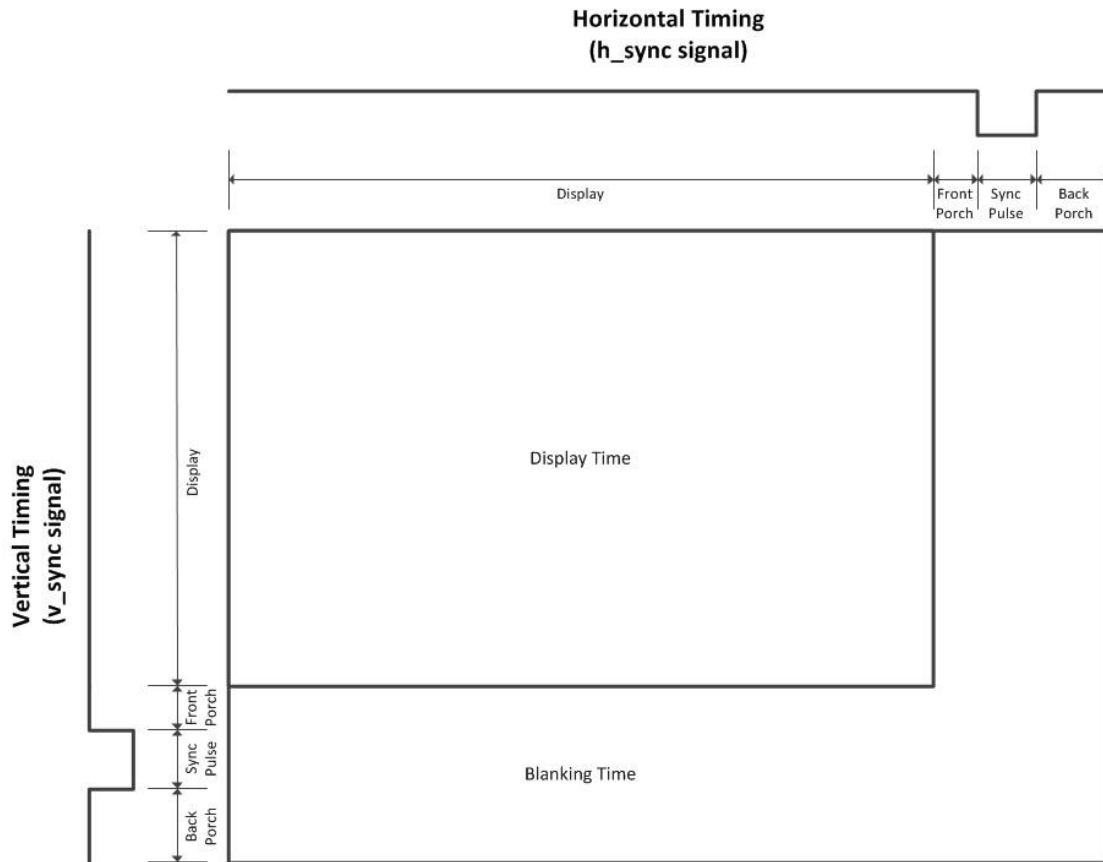 Horizontal Timing
(h_sync signal)
Display
Front
Porch
Sync
Pulse
Back
Porch
Vertical Timing
(v_sync signal)
Display
Display Time
Front
Porch
Sync
Pulse
Back
Porch
Blanking Time